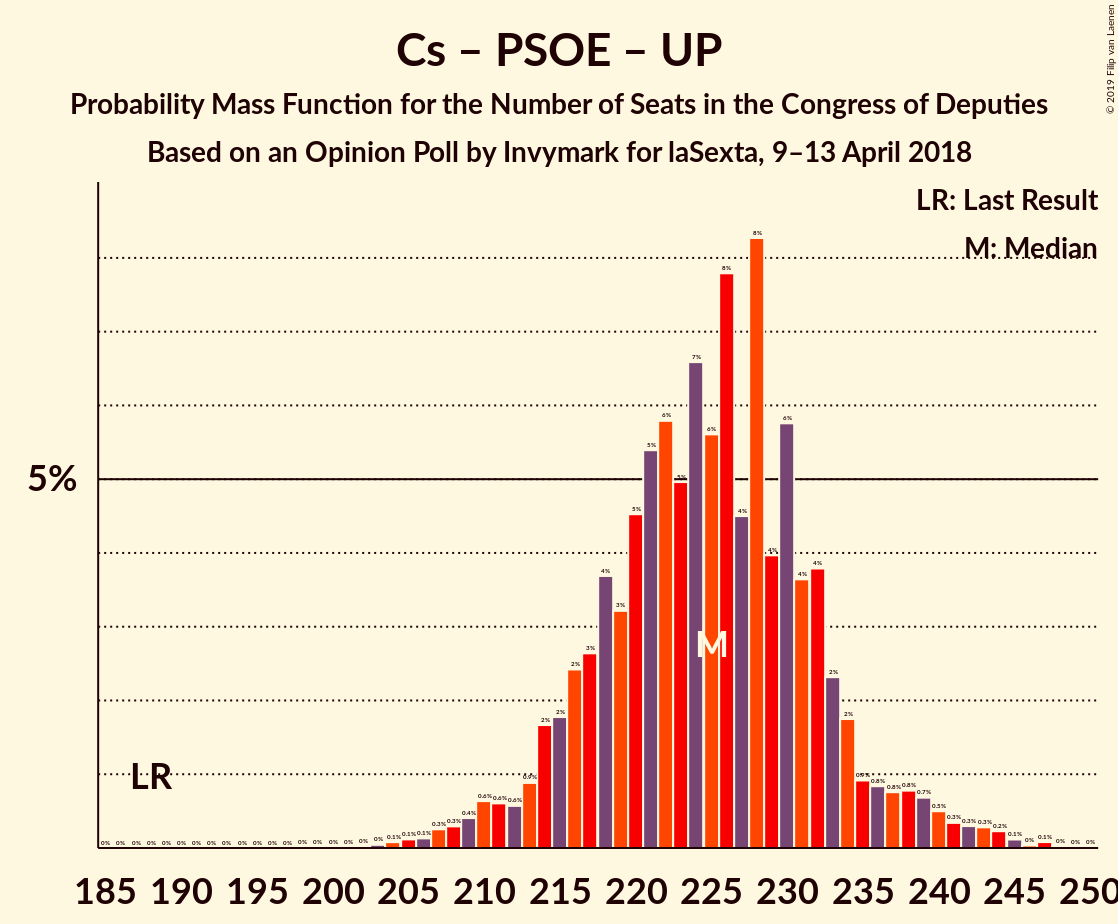 Cs – PSOE – UP
Probability Mass Function for the Number of Seats in the Congress of Deputies
Based on an Opinion Poll by Invymark for laSexta, 9–13 April 2018
© 2019 Filip van Laenen
LR: Last Result
M: Median
5%
LR
M
0% 0% 0% 0% 0% 0% 0% 0% 0% 0% 0% 0% 0% 0% 0% 0% 0% 0% 0% 0.1% 0.1% 0.1% 0.3% 0.3% 0.4% 0.6% 0.6% 0.6% 0.9% 2% 2% 2% 3% 4% 3% 5% 5% 6% 5% 7% 6% 8% 4% 8% 4% 6% 4% 4% 2% 2% 0.9% 0.8% 0.8% 0.8% 0.7% 0.5% 0.3% 0.3% 0.3% 0.2% 0.1% 0% 0.1% 0% 0% 0%
185 190 195 200 205 210 215 220 225 230 235 240 245 250